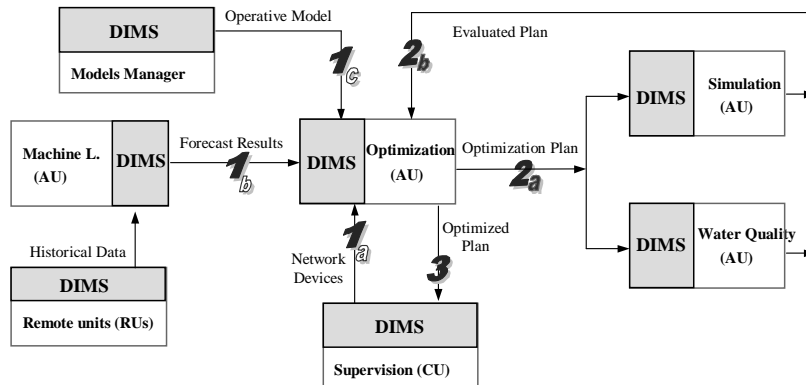 DIMS
Models Manager
Operative Model
1c
Evaluated Plan
2b
DIMS
Simulation
(AU)
Machine L.
(AU)
DIMS
Forecast Results
1b
DIMS
Optimization
(AU)
Optimization Plan
2a
Historical Data
DIMS
Remote units (RUs)
1a
Network
Devices
Optimized
Plan
3
DIMS
Supervision (CU)
DIMS
Water Quality
(AU)